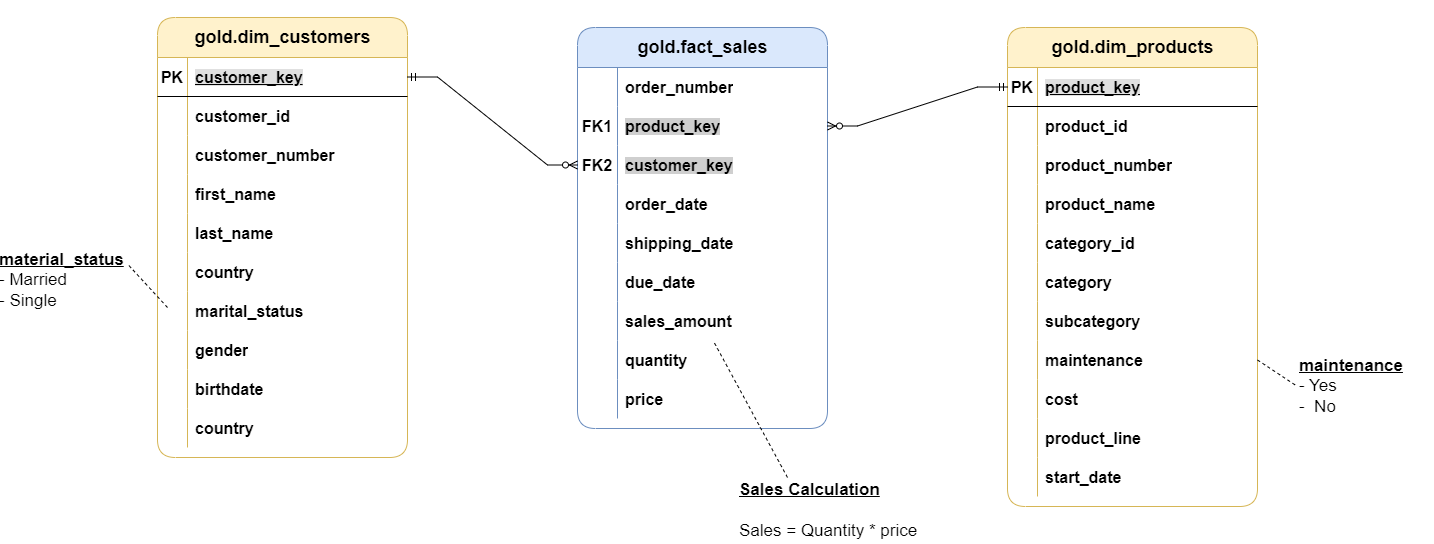 gold.dim_customers
PK customer_key
customer_id
customer_number
first_name
last_name
country
marital_status
gender
birthdate
country
material_status
- Married
- Single
gold.fact_sales
order_number
FK1 product_key
FK2 customer_key
order_date
shipping_date
due_date
sales_amount
quantity
price
Sales Calculation
Sales = Quantity * price
gold.dim_products
PK product_key
product_id
product_number
product_name
category_id
category
subcategory
maintenance
cost
product_line
start_date
maintenance
- Yes
- No